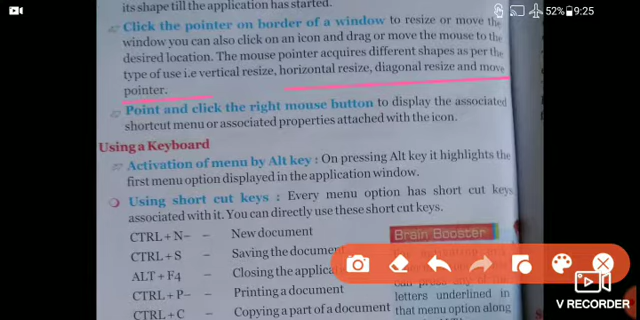 52% 9:25
its shape till the application has started.
Click the pointer on border of a window to resize or move the
window you can also click on an icon and drag or move the mouse to the
desired location. The mouse pointer acquires different shapes as per the
type of use i.e vertical resize, horizontal resize, diagonal resize and move
pointer.
Point and click the right mouse button to display the associated
shortcut menu or associated properties attached with the icon.
Using a Keyboard
Activation of menu by Alt key : On pressing Alt key it highlights the
first menu option displayed in the application window.
Using short cut keys : Every menu option has short cut keys
associated with it. You can directly use these short cut keys.
CTRL + N- - New document
CTRL + S - Saving the document
ALT + F4 - Closing the applica
CTRL + P- - Printing a document
CTRL + C - Copying a part of a document
Brain Booster
can press any of the
letters underlined in
that menu option along
V RECORDER